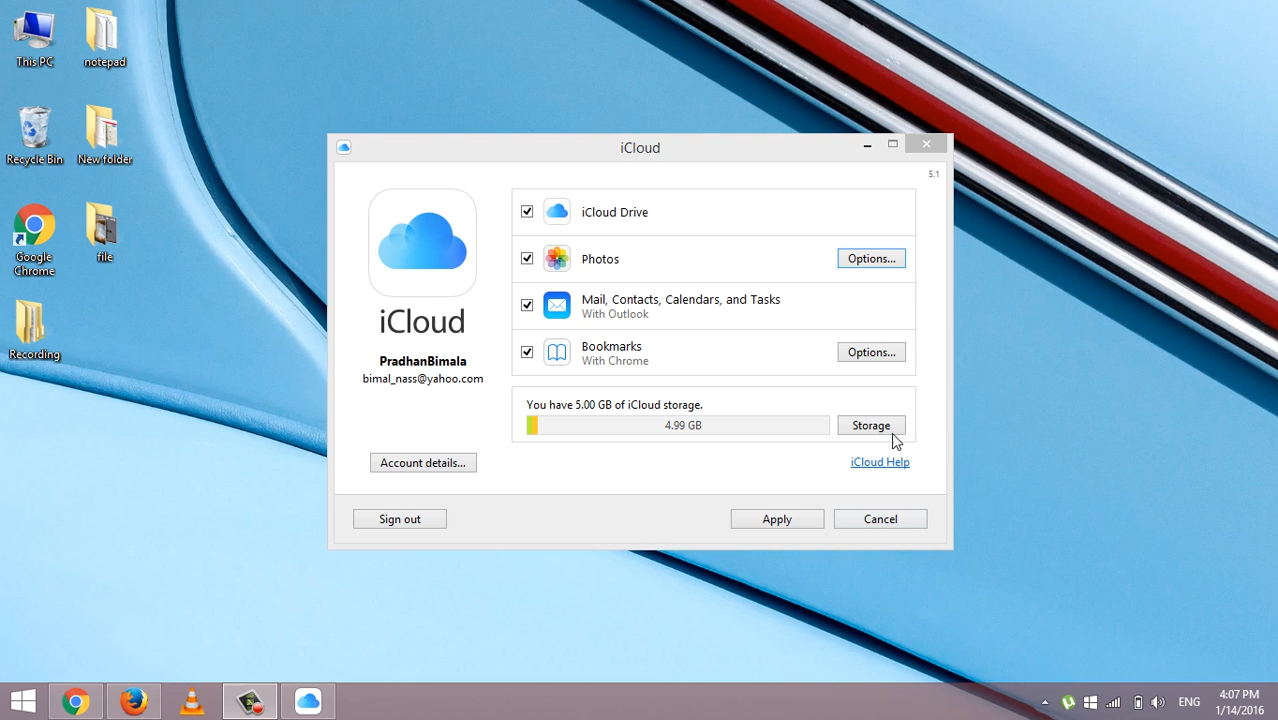 This PC
notepad
Recycle Bin
New folder
Google
Chrome
file
Recording
iCloud
5.1
iCloud
PradhanBimala
bimal_nass@yahoo.com
Account details...
iCloud Drive
Photos
Options...
Mail, Contacts, Calendars, and Tasks
With Outlook
Bookmarks
With Chrome
Options...
You have 5.00 GB of iCloud storage.
4.99 GB
Storage
iCloud Help
Sign out
Apply
Cancel
ENG
4:07 PM
1/14/2016